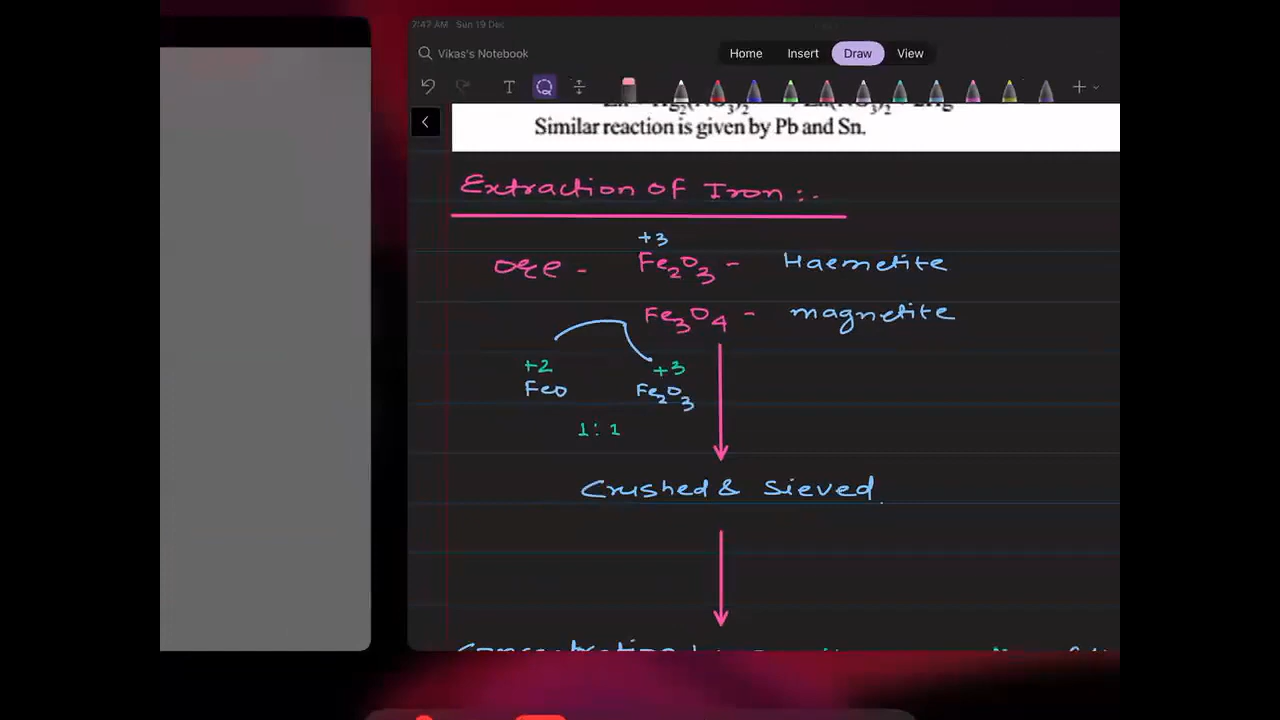 7:47 AM Sun 19 Dec
Vikas's Notebook
Home Insert Draw View
T
Similar reaction is given by Pb and Sn.
Extraction of Iron :-
+3
Ore - Fe₂O₃ - Haemetite
Fe₃O₄ - magnetite
+2 +3
FeO Fe₂O₃
1:1
Crushed & Sieved.
Concentration